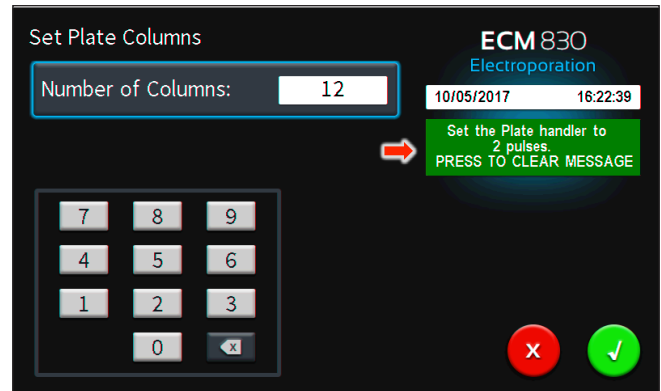 Set Plate Columns
Number of Columns: 12
ECM 830
Electroporation
10/05/2017 16:22:39
Set the Plate handler to
2 pulses.
PRESS TO CLEAR MESSAGE
7 8 9
4 5 6
1 2 3
0 x
x √